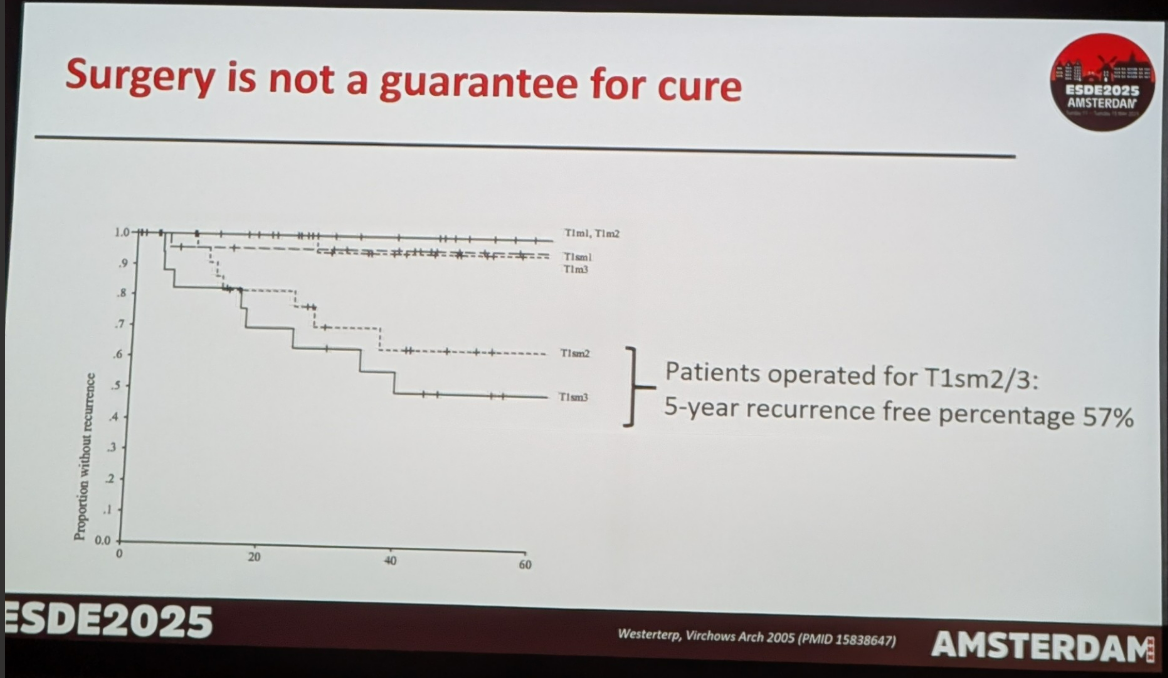 Surgery is not a guarantee for cure
ESDE2025
AMSTERDAM
1.0
.9
.8
.7
.6
.5
.4
.3
.2
.1
0.0
Proportion without recurrence
0
20
40
60
T1m1, T1m2
T1sm1
T1m3
T1sm2
T1sm3
Patients operated for T1sm2/3:
5-year recurrence free percentage 57%
ESDE2025
Westerterp, Virchows Arch 2005 (PMID 15838647)
AMSTERDAM